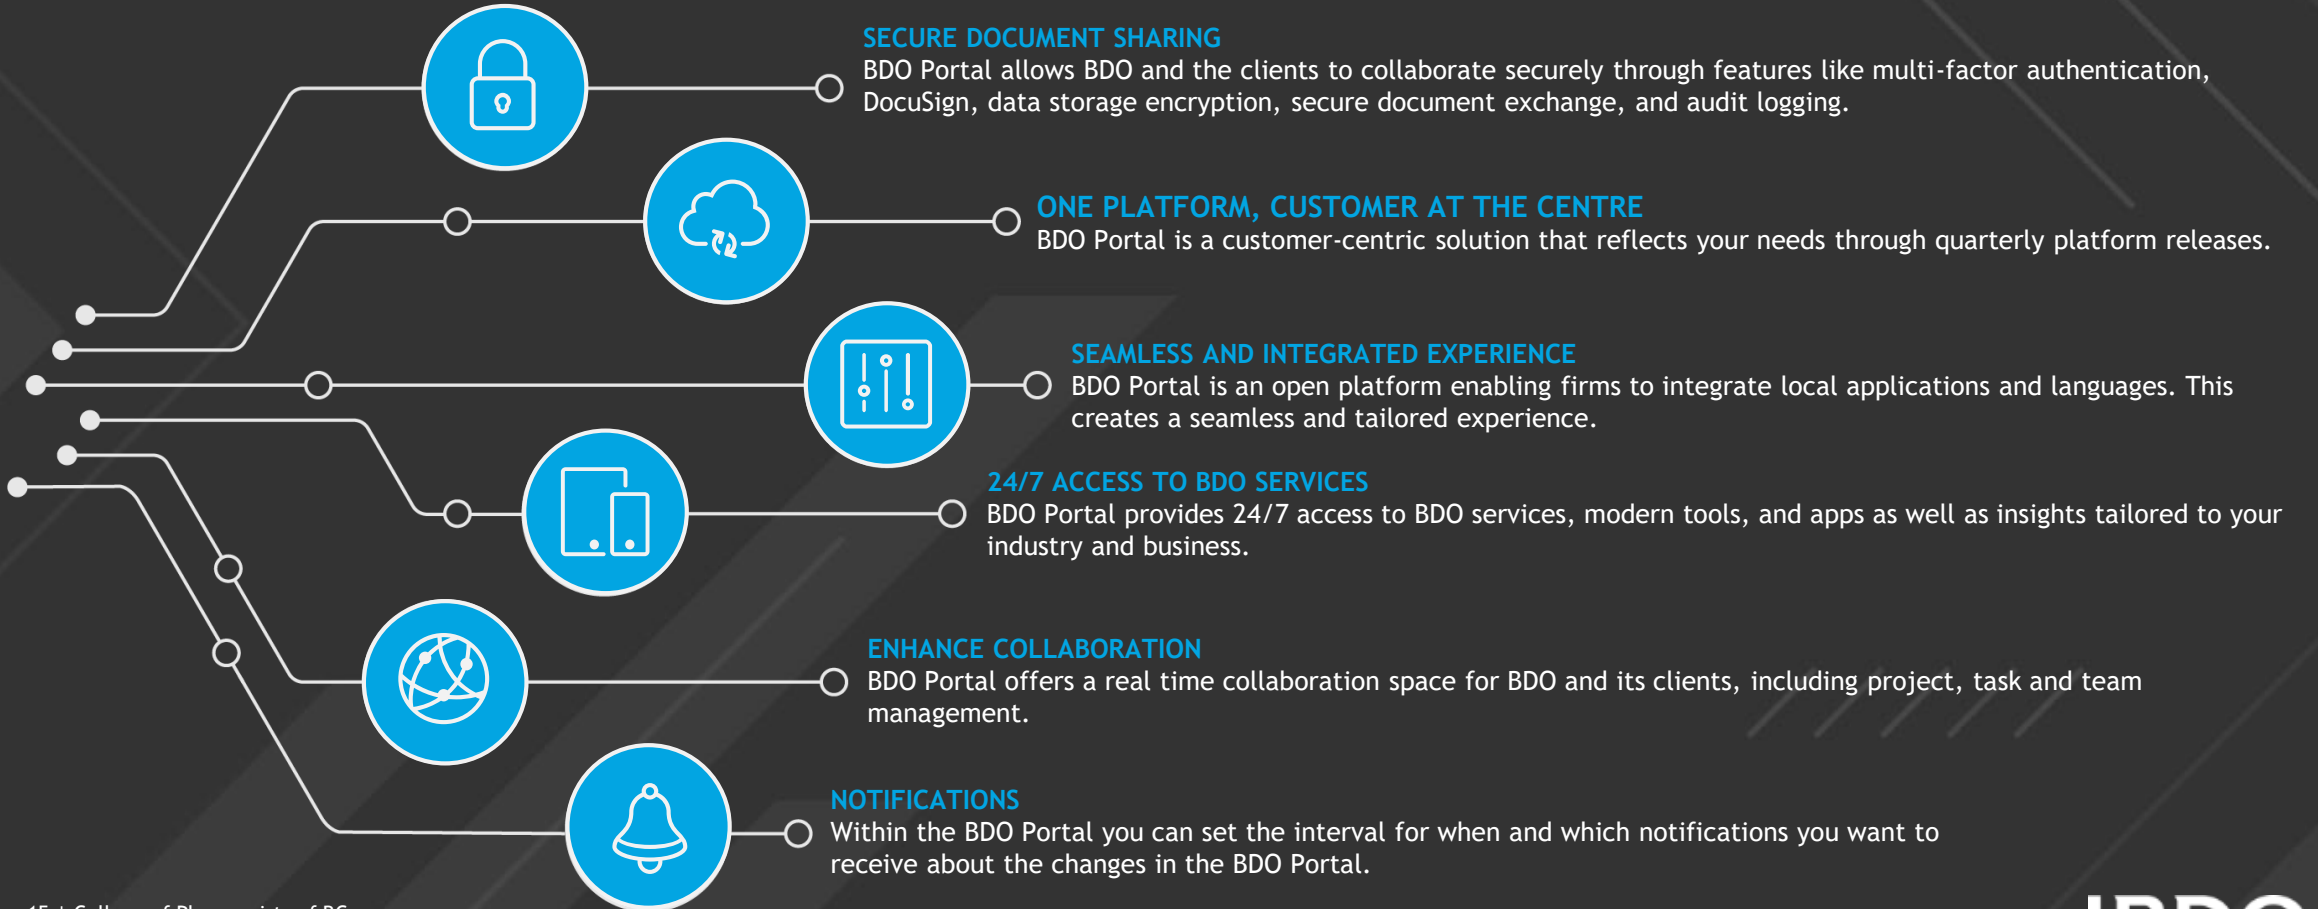 SECURE DOCUMENT SHARING
BDO Portal allows BDO and the clients to collaborate securely through features like multi-factor authentication,
DocuSign, data storage encryption, secure document exchange, and audit logging.
ONE PLATFORM, CUSTOMER AT THE CENTRE
BDO Portal is a customer-centric solution that reflects your needs through quarterly platform releases.
SEAMLESS AND INTEGRATED EXPERIENCE
BDO Portal is an open platform enabling firms to integrate local applications and languages. This
creates a seamless and tailored experience.
24/7 ACCESS TO BDO SERVICES
BDO Portal provides 24/7 access to BDO services, modern tools, and apps as well as insights tailored to your
industry and business.
ENHANCE COLLABORATION
BDO Portal offers a real time collaboration space for BDO and its clients, including project, task and team
management.
NOTIFICATIONS
Within the BDO Portal you can set the interval for when and which notifications you want to
receive about the changes in the BDO Portal.
BDO